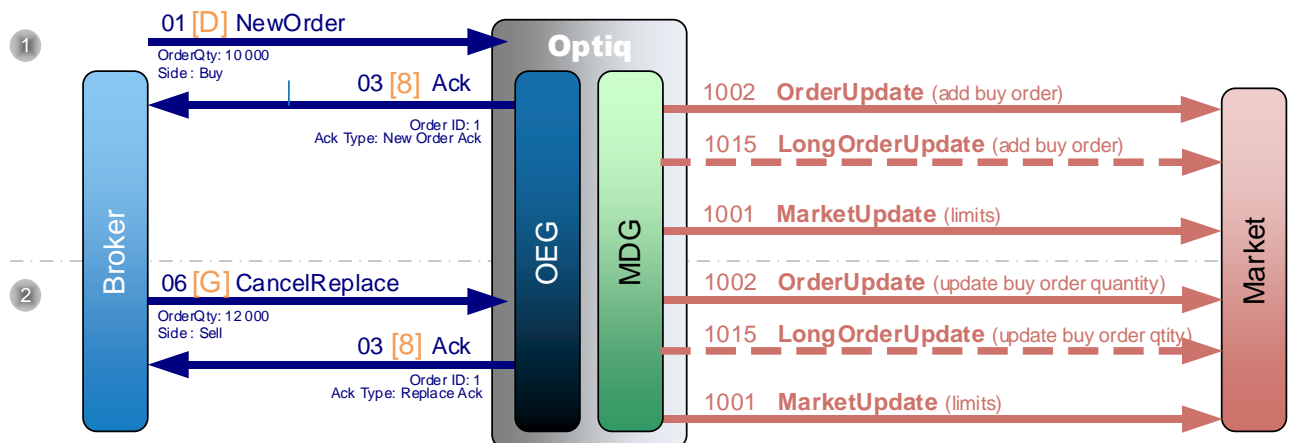 01 [D] NewOrder
1
OrderQty: 10 000
Side : Buy
Optiq
03 [8] Ack
Order ID: 1
Ack Type: New Order Ack
1002 OrderUpdate (add buy order)
1015 LongOrderUpdate (add buy order)
1001 MarketUpdate (limits)
Broker
OEG
MDG
Market
2
06 [G] CancelReplace
OrderQty: 12 000
Side : Sell
03 [8] Ack
Order ID: 1
Ack Type: Replace Ack
1002 OrderUpdate (update buy order quantity)
1015 LongOrderUpdate (update buy order qtity)
1001 MarketUpdate (limits)